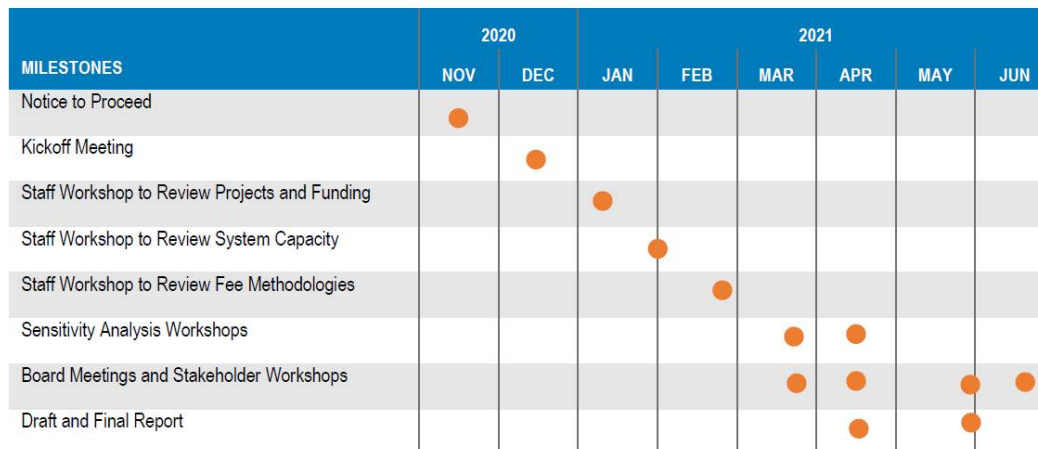 2020 2021
MILESTONES NOV DEC JAN FEB MAR APR MAY JUN
Notice to Proceed
Kickoff Meeting
Staff Workshop to Review Projects and Funding
Staff Workshop to Review System Capacity
Staff Workshop to Review Fee Methodologies
Sensitivity Analysis Workshops
Board Meetings and Stakeholder Workshops
Draft and Final Report